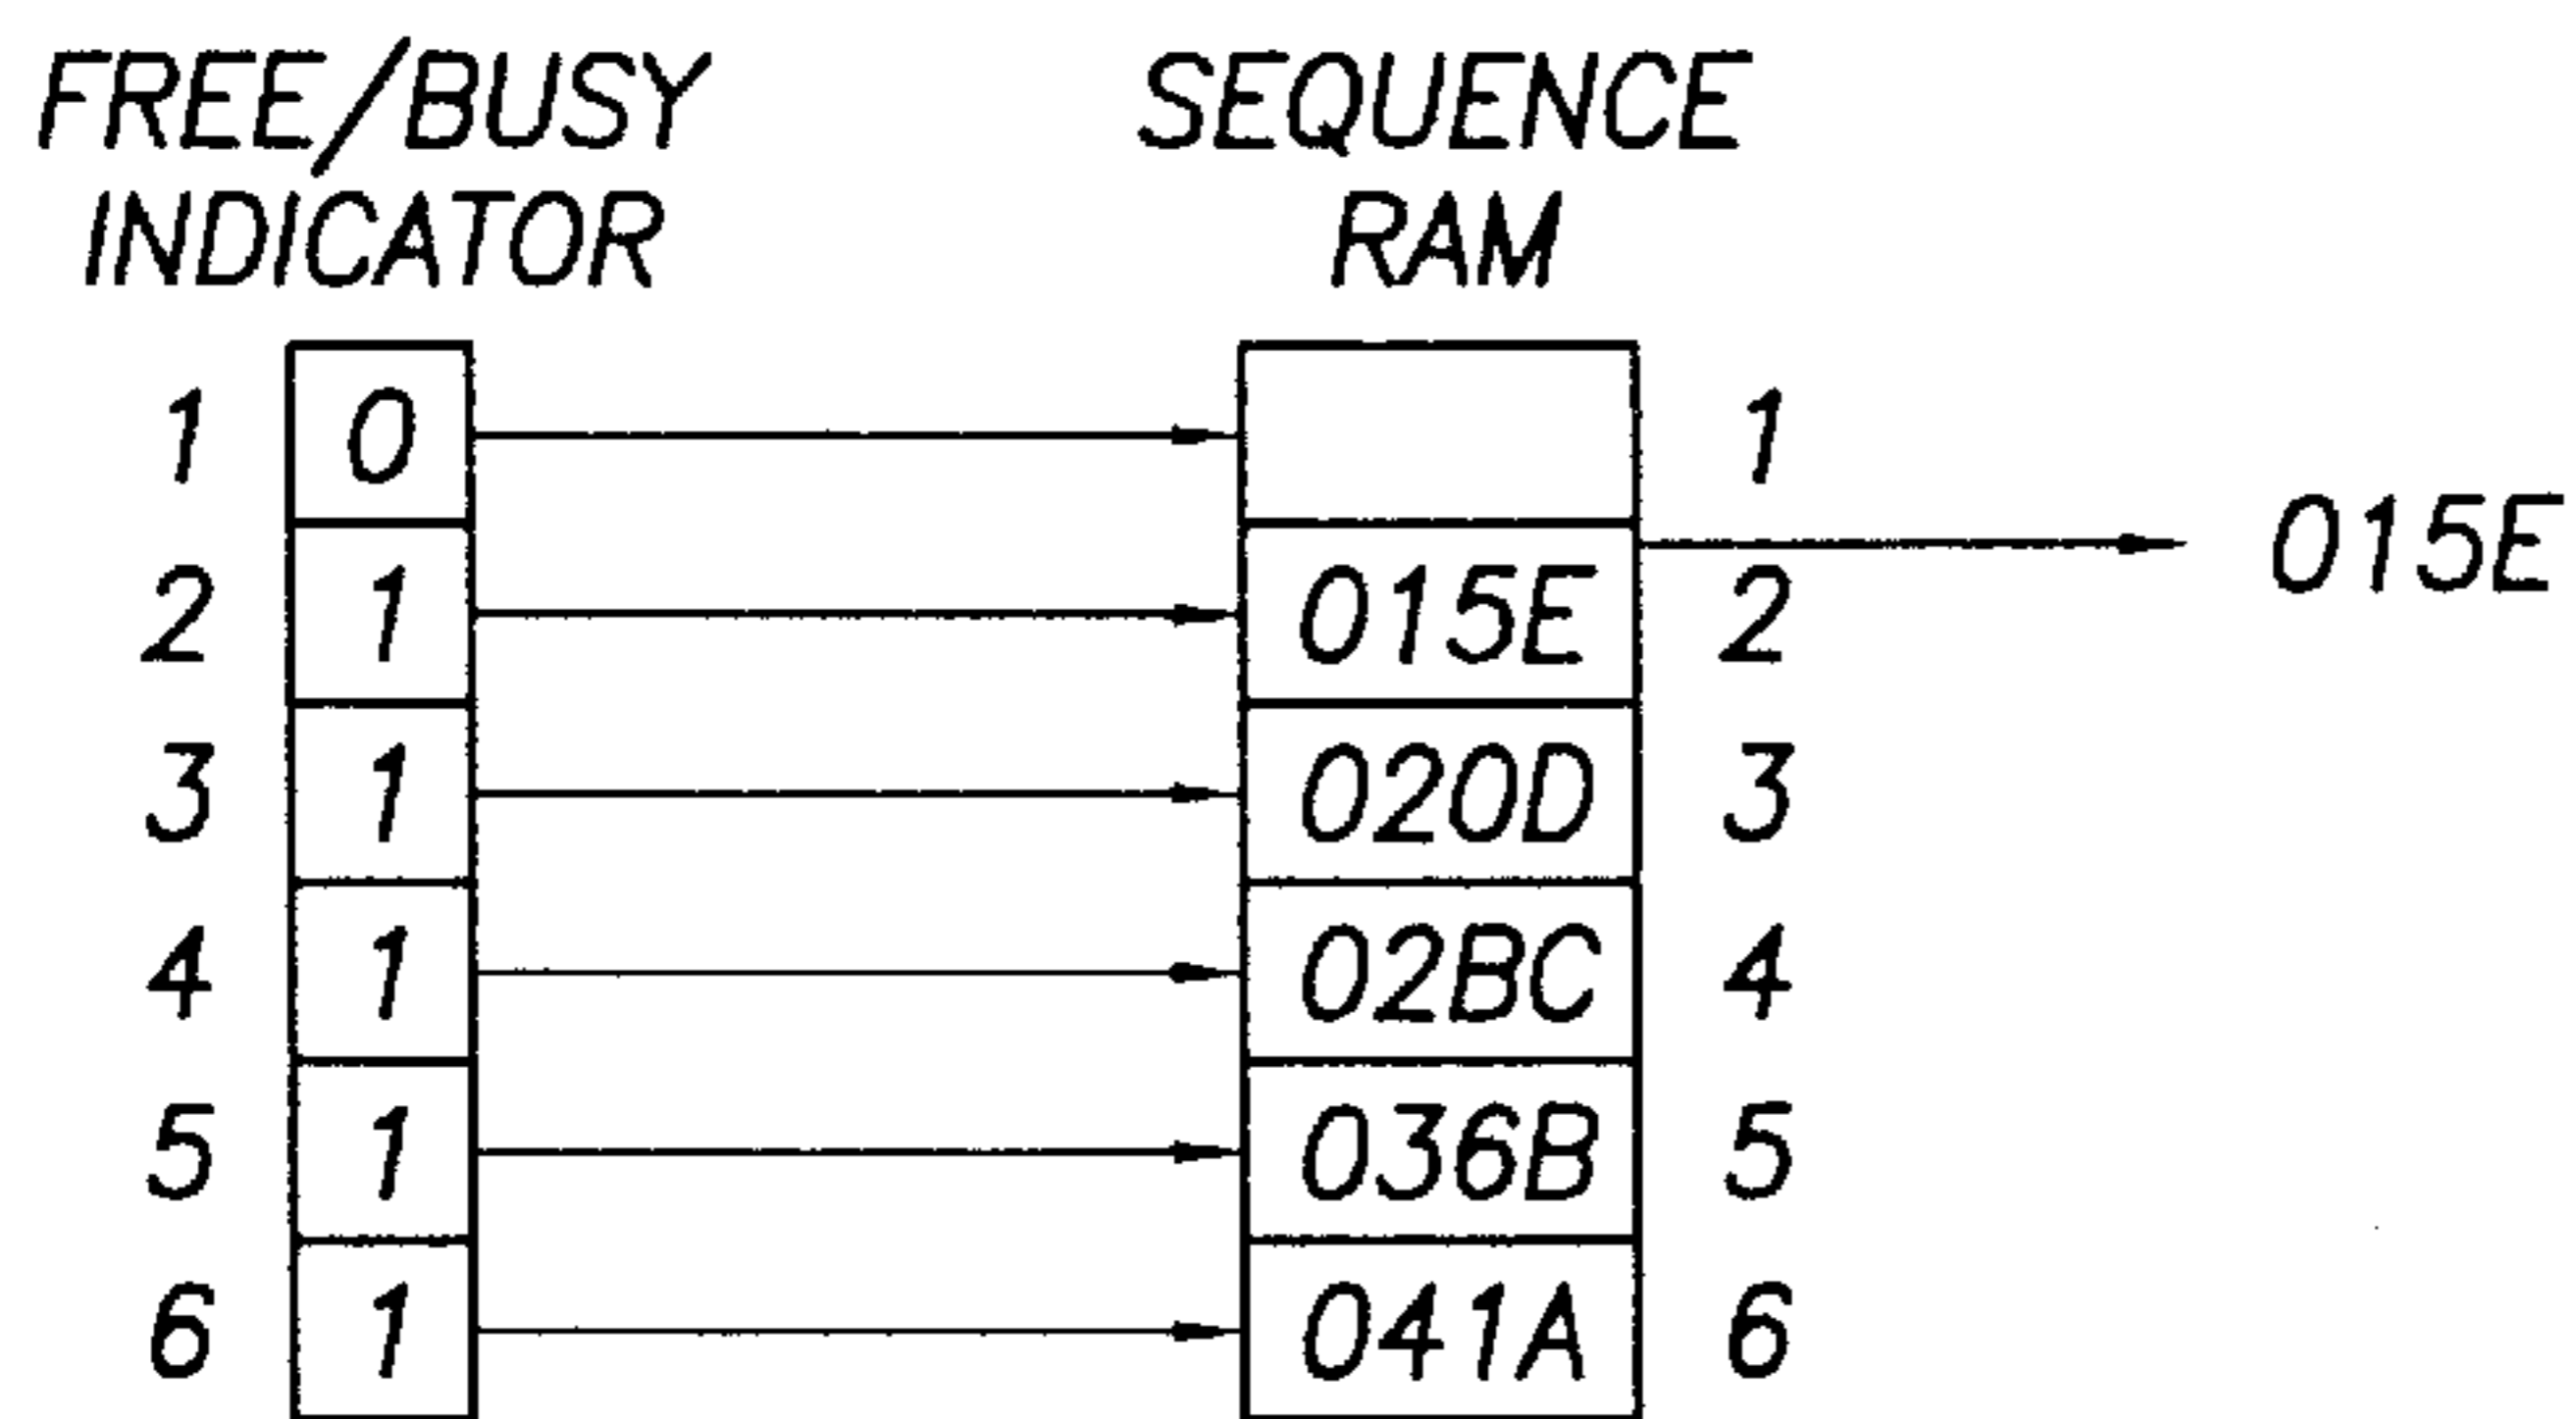 FREE/BUSY INDICATOR
SEQUENCE RAM
1 0 1
015E
2 1 015E 2
3 1 020D 3
4 1 02BC 4
5 1 036B 5
6 1 041A 6